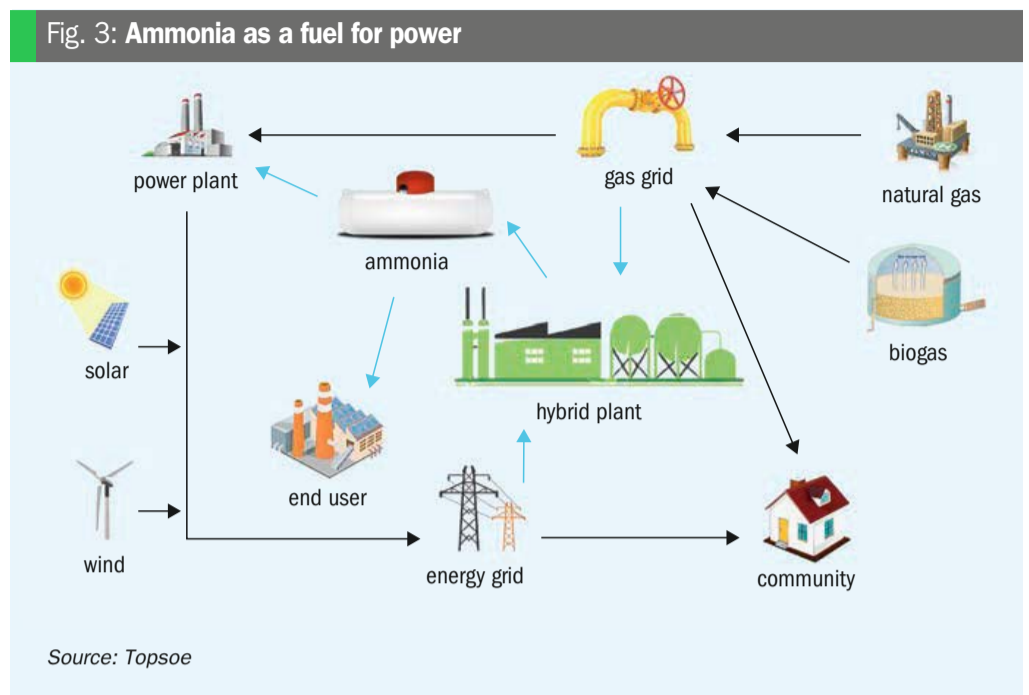 Fig. 3: Ammonia as a fuel for power
power plant
gas grid
natural gas
ammonia
biogas
solar
hybrid plant
end user
wind
energy grid
community
Source: Topsoe